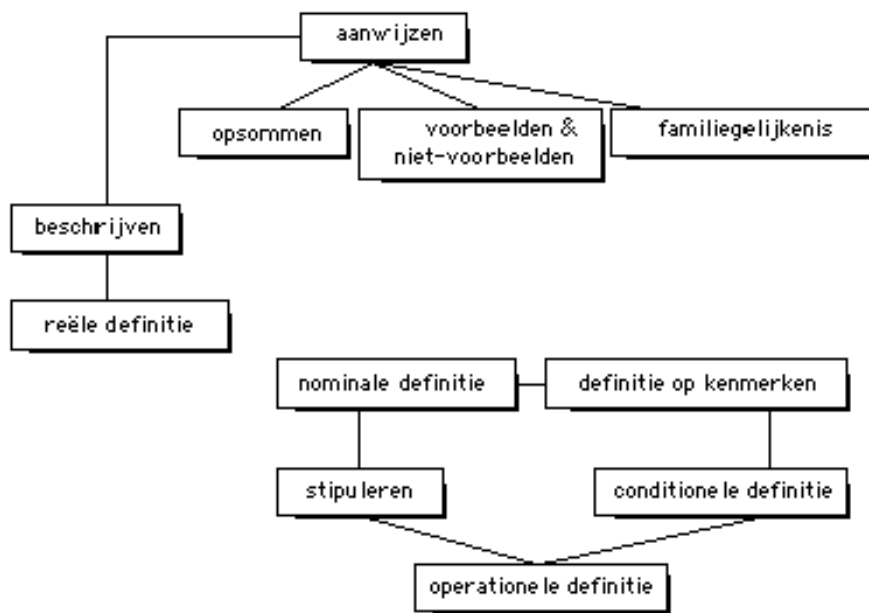 aanwijzen
opsommen
voorbeelden &
niet-voorbeelden
familiegelijkenis
beschrijven
reële definitie
nominale definitie
definitie op kenmerken
stipuleren
conditionele definitie
operationele definitie